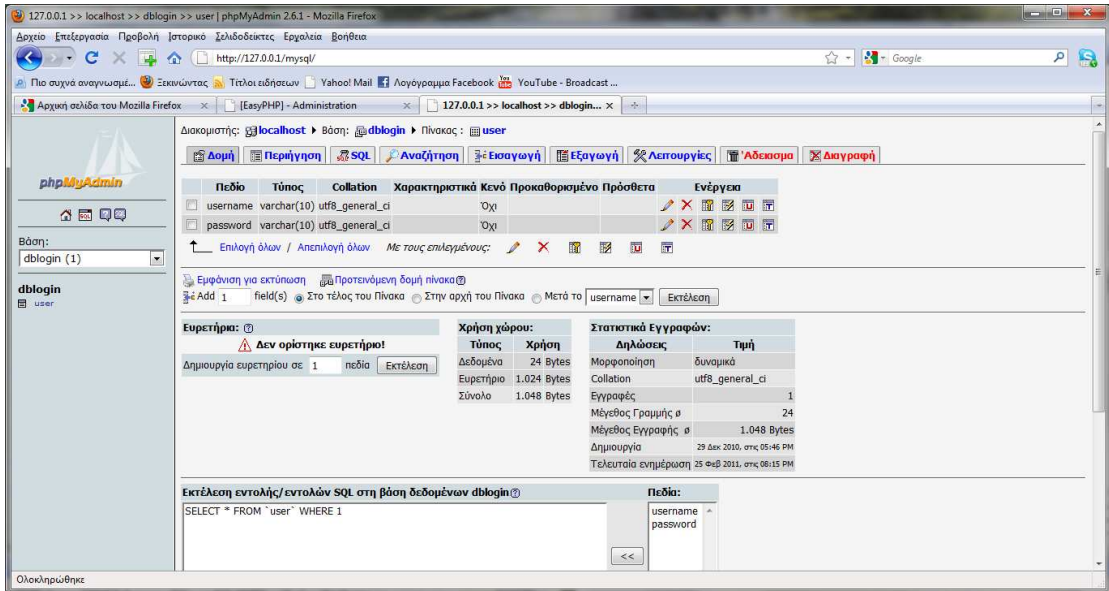 127.0.0.1 >> localhost >> dblogin >> user | phpMyAdmin 2.6.1 - Mozilla Firefox
Αρχείο Επεξεργασία Προβολή Ιστορικό Σελιδοδείκτες Εργαλεία Βοήθεια
http://127.0.0.1/mysql/
Google
Πιο συχνά αναγνωσμέ... Ξεκινώντας Τίτλοι ειδήσεων Yahoo! Mail Λογόγραμμα Facebook YouTube - Broadcast ...
Αρχική σελίδα του Mozilla Firefox [EasyPHP] - Administration 127.0.0.1 >> localhost >> dblogin...
phpMyAdmin
Βάση:
dblogin (1)
dblogin
user
Διακομιστής: localhost Βάση: dblogin Πίνακας : user
Δομή Περιήγηση SQL Αναζήτηση Εισαγωγή Εξαγωγή Λειτουργίες 'Αδειασμα Διαγραφή
Πεδίο Τύπος Collation Χαρακτηριστικά Κενό Προκαθορισμένο Πρόσθετα Ενέργεια
username varchar(10) utf8_general_ci Όχι
password varchar(10) utf8_general_ci Όχι
Επιλογή όλων / Απεπιλογή όλων Με τους επιλεγμένους:
Εμφάνιση για εκτύπωση Προτεινόμενη δομή πίνακα
Add 1 field(s) Στο τέλος του Πίνακα Στην αρχή του Πίνακα Μετά το username Εκτέλεση
Ευρετήρια:
Δεν ορίστηκε ευρετήριο!
Δημιουργία ευρετηρίου σε 1 πεδία Εκτέλεση
Χρήση χώρου:
Τύπος Χρήση
Δεδομένα 24 Bytes
Ευρετήριο 1.024 Bytes
Σύνολο 1.048 Bytes
Στατιστικά Εγγραφών:
Δηλώσεις Τιμή
Μορφοποίηση δυναμικά
Collation utf8_general_ci
Εγγραφές 1
Μέγεθος Γραμμής ø 24
Μέγεθος Εγγραφής ø 1.048 Bytes
Δημιουργία 29 Δεκ 2010, στις 05:46 PM
Τελευταία ενημέρωση 25 Φεβ 2011, στις 08:15 PM
Εκτέλεση εντολής/εντολών SQL στη βάση δεδομένων dblogin
SELECT * FROM `user` WHERE 1
<<
Πεδία:
username
password
Ολοκληρώθηκε